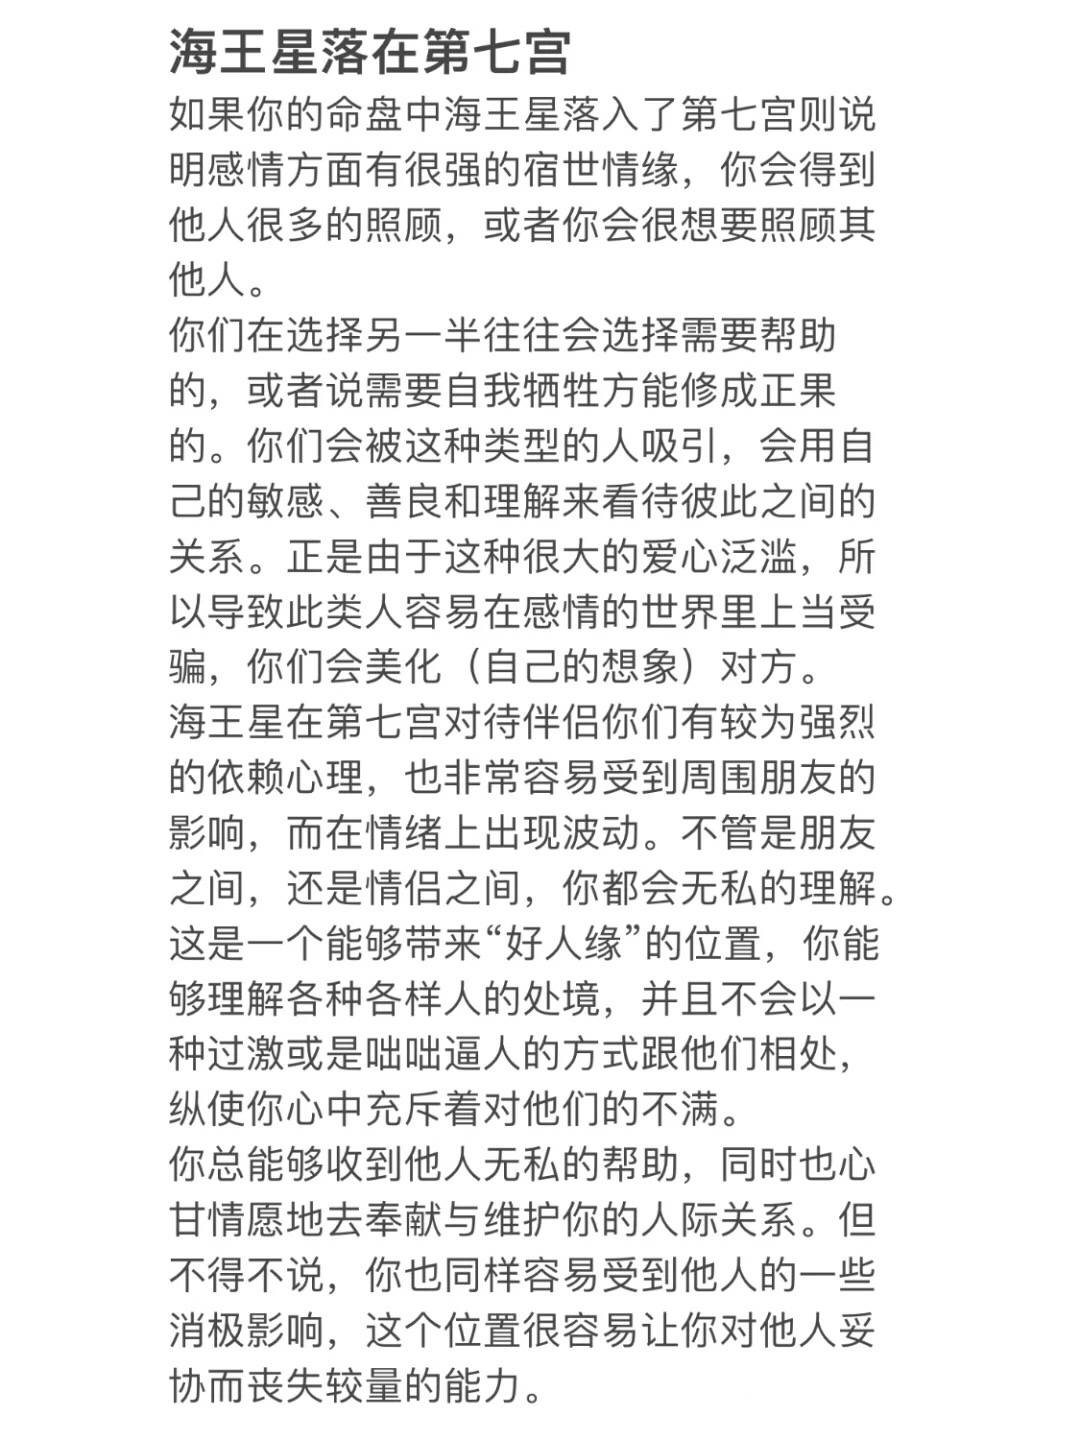 海王星落在第七宫
如果你的命盘中海王星落入了第七宫则说
明感情方面有很强的宿世情缘，你会得到
他人很多的照顾，或者你会很想要照顾其
他人。
你们在选择另一半往往会选择需要帮助
的，或者说需要自我牺牲方能修成正果
的。你们会被这种类型的人吸引，会用自
己的敏感、善良和理解来看待彼此之间的
关系。正是由于这种很大的爱心泛滥，所
以导致此类人容易在感情的世界里上当受
骗，你们会美化（自己的想象）对方。
海王星在第七宫对待伴侣你们有较为强烈
的依赖心理，也非常容易受到周围朋友的
影响，而在情绪上出现波动。不管是朋友
之间，还是情侣之间，你都会无私的理解。
这是一个能够带来“好人缘”的位置，你能
够理解各种各样人的处境，并且不会以一
种过激或是咄咄逼人的方式跟他们相处，
纵使你心中充斥着对他们的不满。
你总能够收到他人无私的帮助，同时也心
甘情愿地去奉献与维护你的人际关系。但
不得不说，你也同样容易受到他人的一些
消极影响，这个位置很容易让你对他人妥
协而丧失较量的能力。